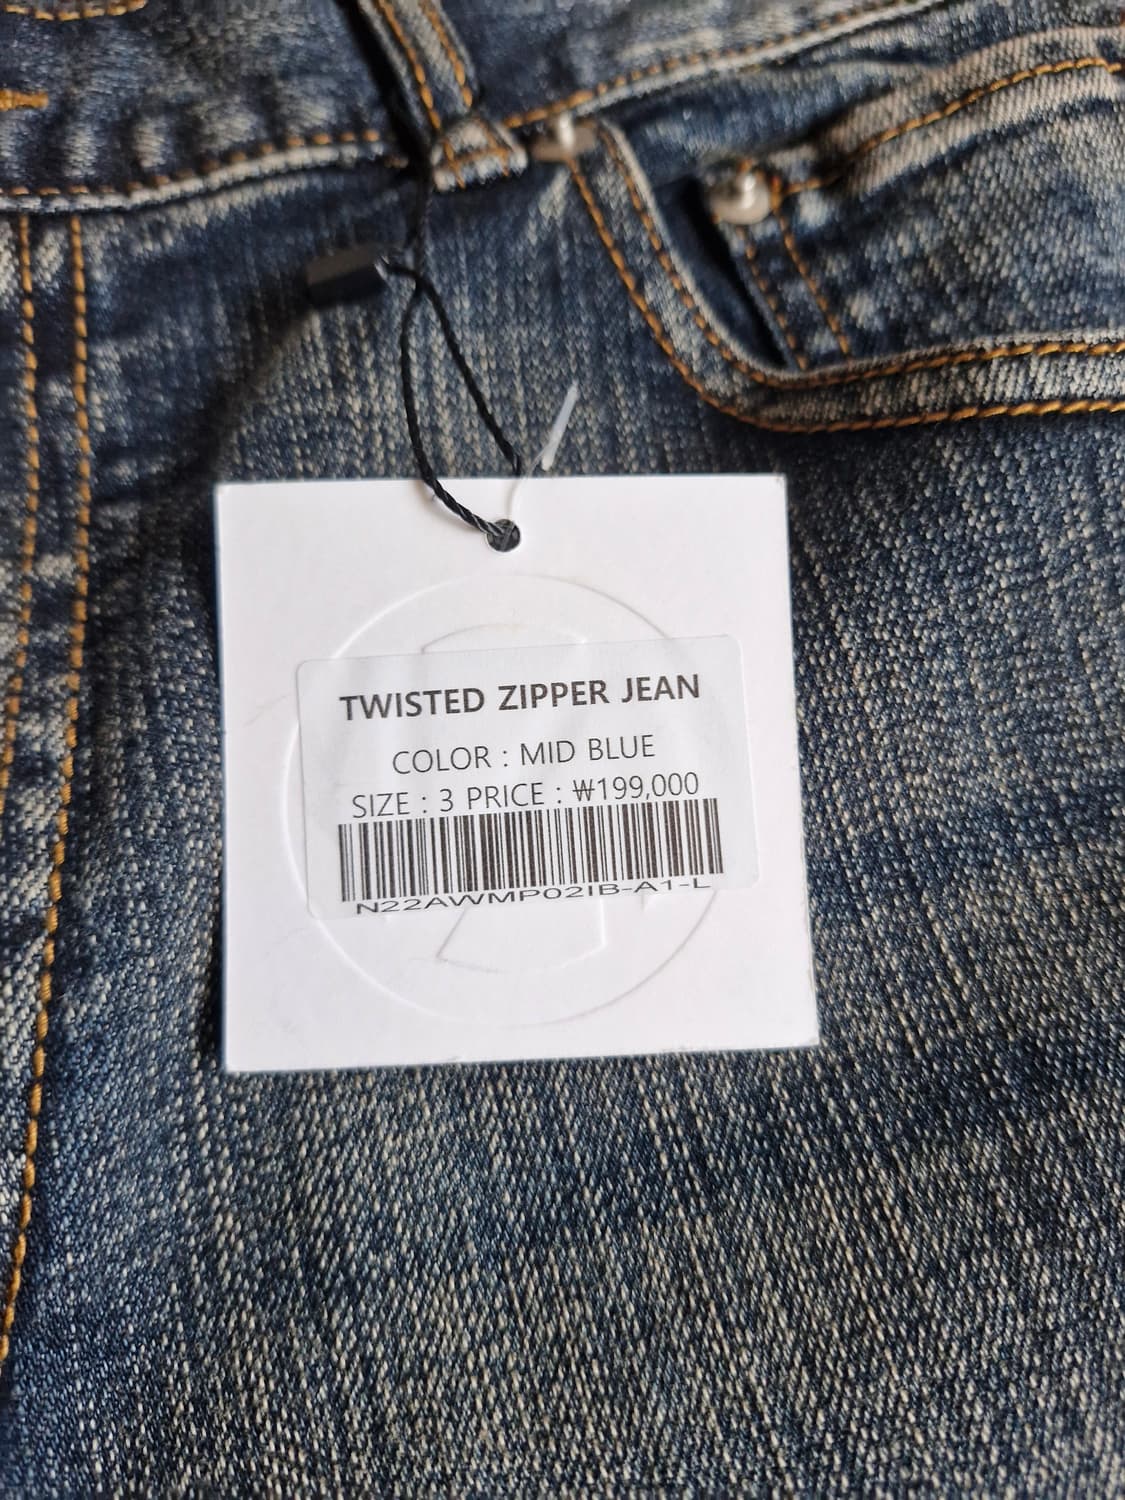 TWISTED ZIPPER JEAN
COLOR : MID BLUE
SIZE : 3 PRICE : ₩199,000
N22AWMP02IB-A1-L